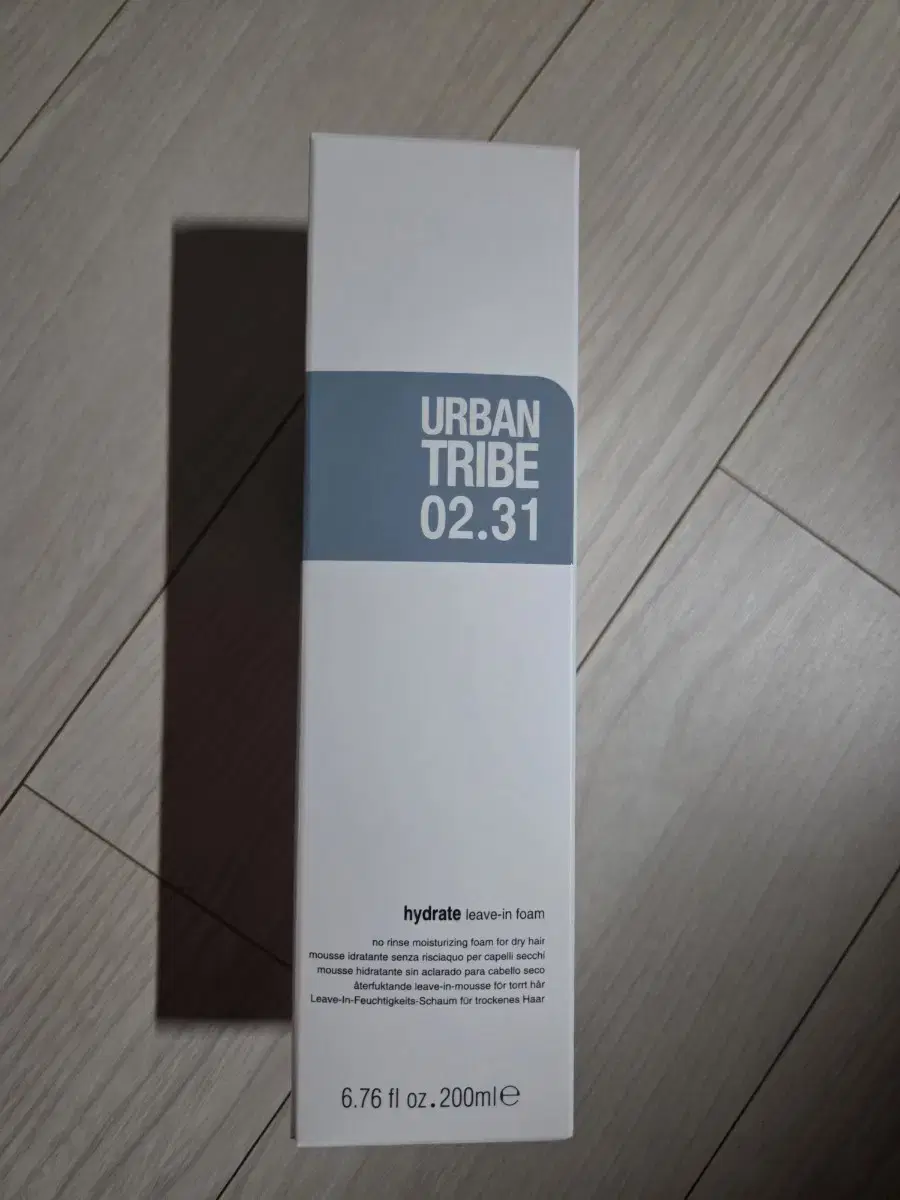 URBAN
TRIBE
02.31
hydrate leave-in foam
no rinse moisturizing foam for dry hair
mousse idratante senza risciaquo per capelli secchi
mousse hidratante sin aclarado para cabello seco
återfuktande leave-in-mousse för torrt hår
Leave-In-Feuchtigkeits-Schaum für trockenes Haar
6.76 fl oz.200ml℮